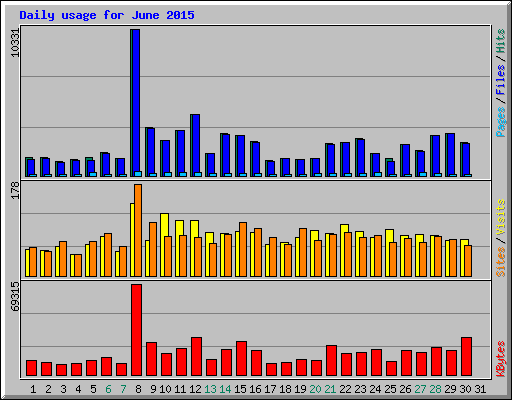 Daily usage for June 2015
10331
Pages / Files / Hits
178
Sites / Visits
69315
KBytes
1 2 3 4 5 6 7 8 9 10 11 12 13 14 15 16 17 18 19 20 21 22 23 24 25 26 27 28 29 30 31